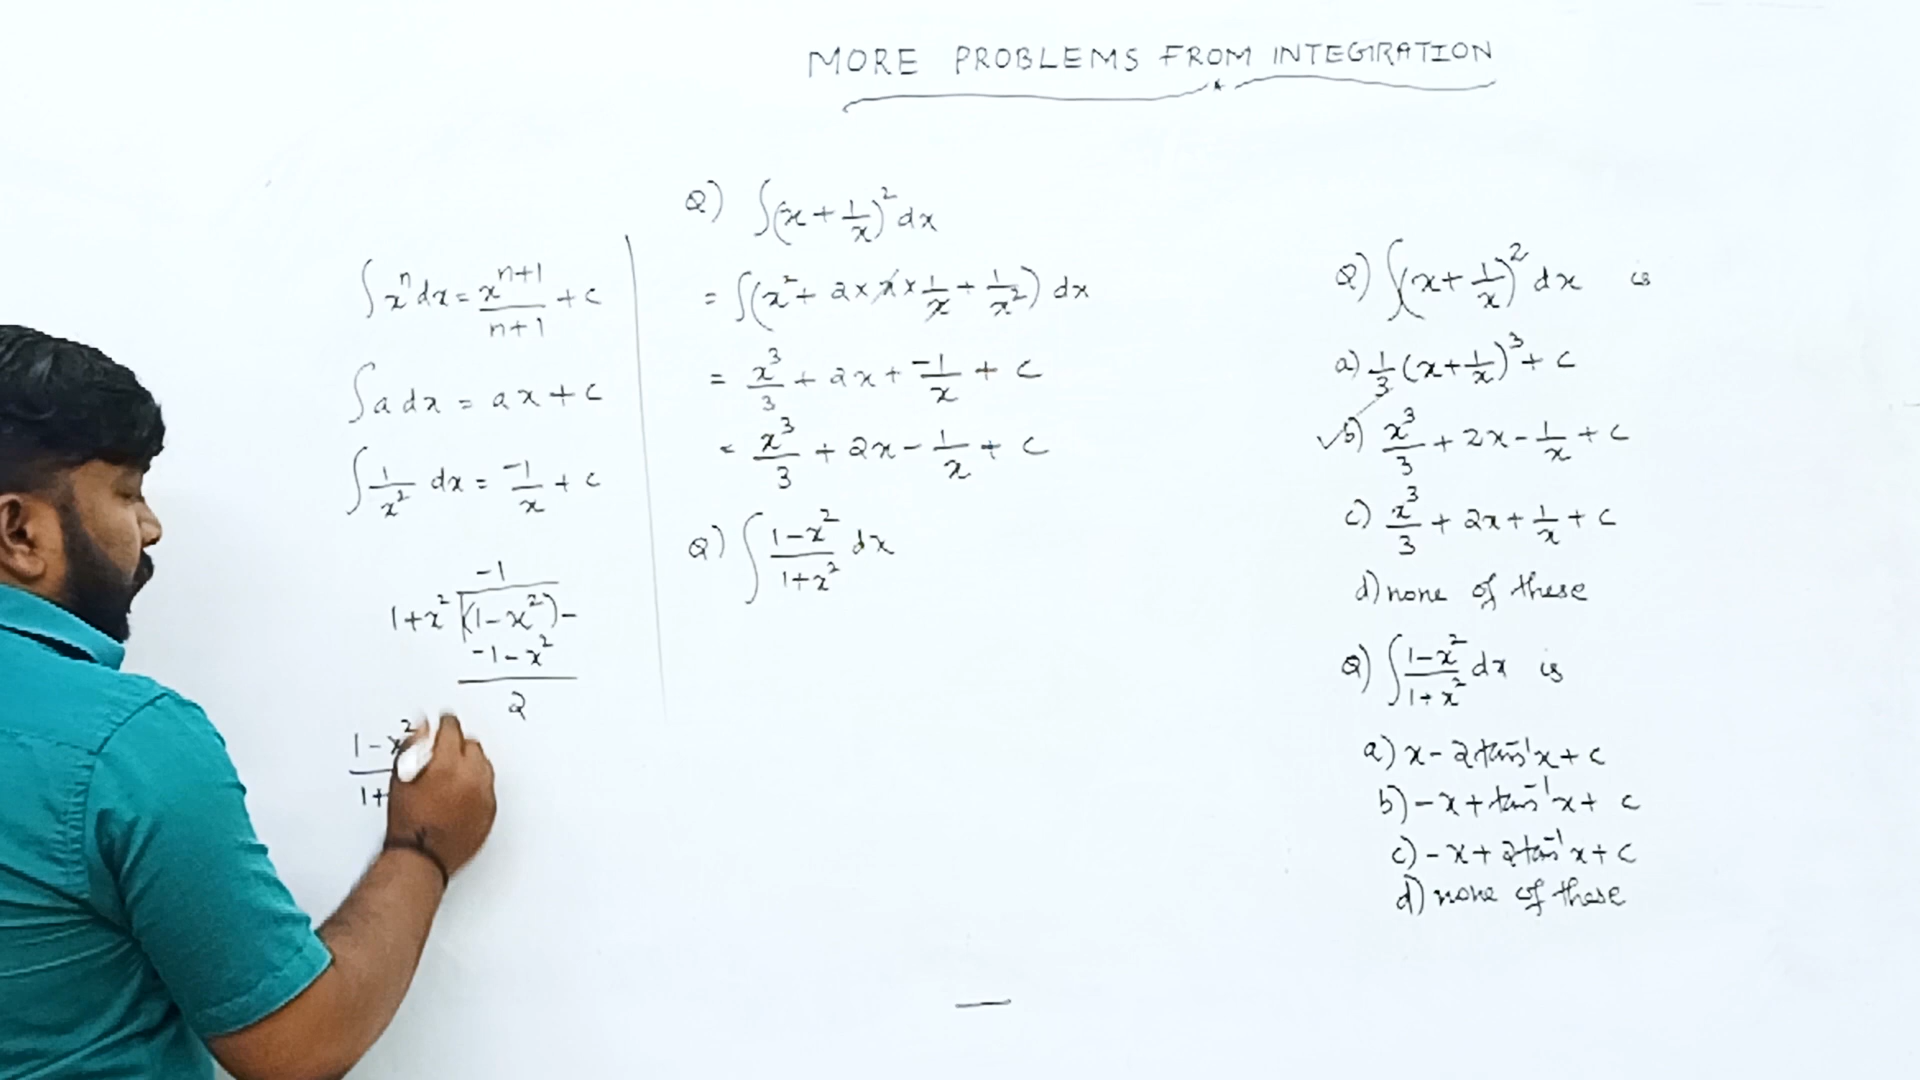 MORE PROBLEMS FROM INTEGRATION
∫xⁿdx = xⁿ⁺¹/n+1 + c
∫a dx = ax + c
∫1/x² dx = -1/x + c
-1
1+x² (1-x²) -
-1-x²
2
1-x²
1+
Q) ∫(x + 1/x)² dx
= ∫(x² + 2 × x × 1/x + 1/x²) dx
= x³/3 + 2x + -1/x + c
= x³/3 + 2x - 1/x + c
Q) ∫ 1-x²/1+x² dx
Q) ∫(x + 1/x)² dx is
a) 1/3 (x + 1/x)³ + c
✓b) x³/3 + 2x - 1/x + c
c) x³/3 + 2x + 1/x + c
d) none of these
Q) ∫ 1-x²/1+x² dx is
a) x - 2tan⁻¹x + c
b) -x + tan⁻¹x + c
c) -x + 2tan⁻¹x + c
d) none of these